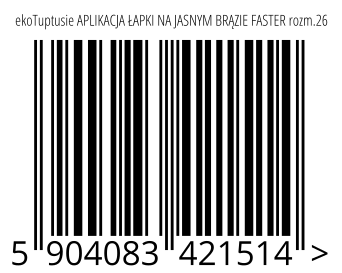 ekoTuptusie APLIKACJA ŁAPKI NA JASNYM BRĄZIE FASTER rozm.26
5 904083 421514 >